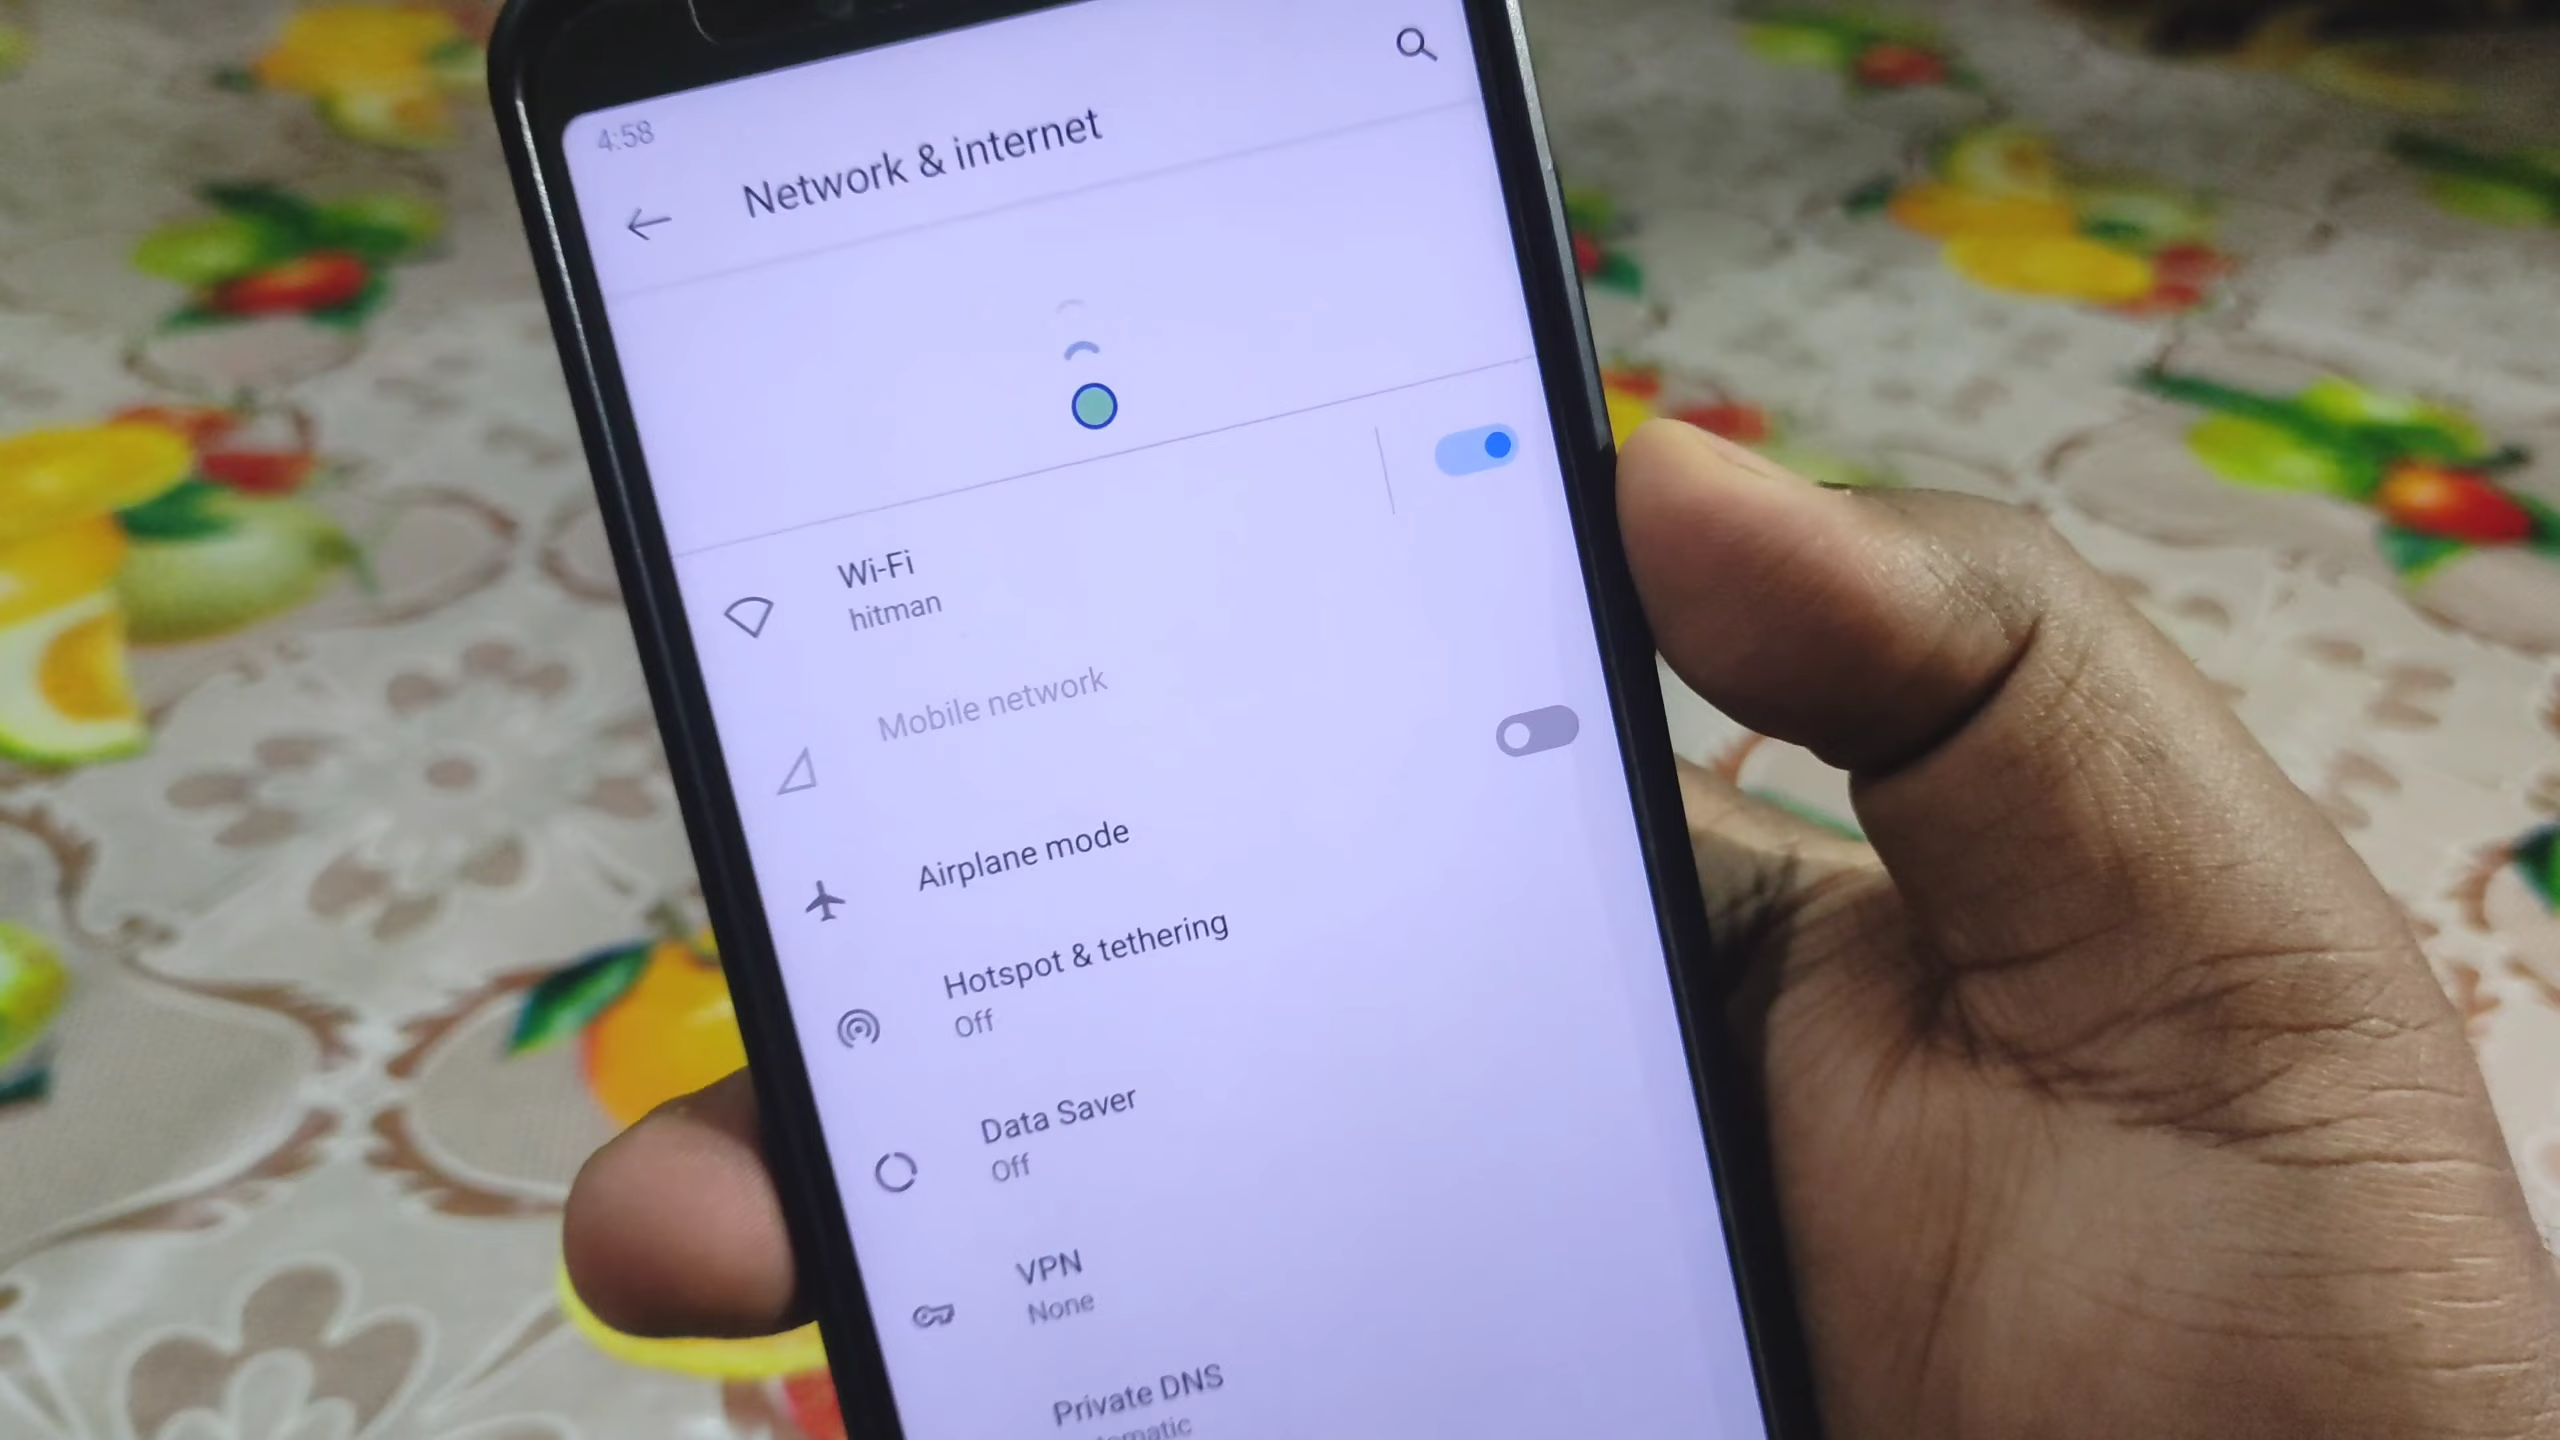 4:58
Network & internet
Wi-Fi
hitman
Mobile network
Airplane mode
Hotspot & tethering
Off
Data Saver
Off
VPN
None
Private DNS